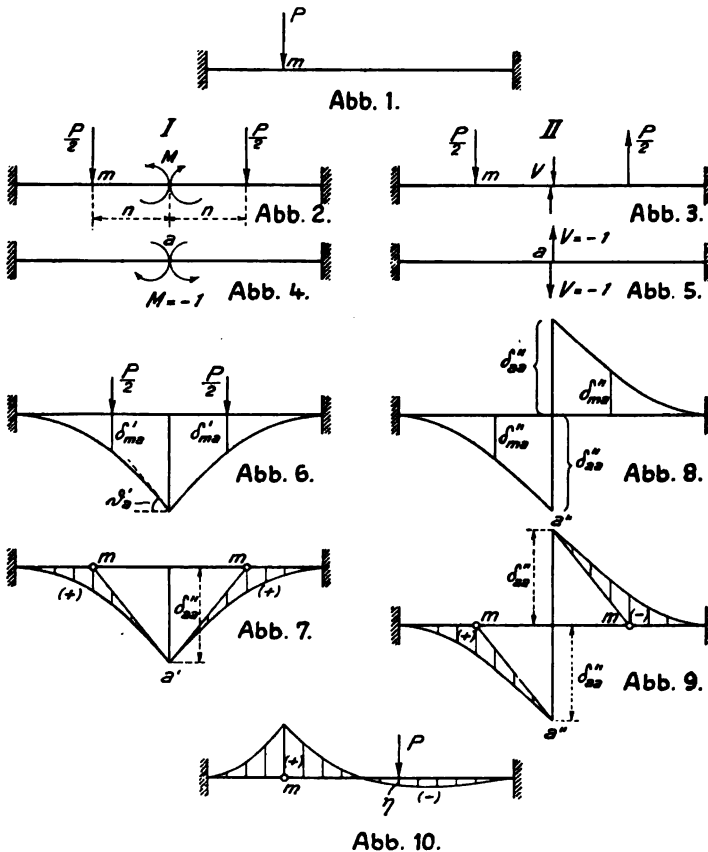 P
m
Abb. 1.
I
P/2
P/2
M
m
n
n
Abb. 2.
II
P/2
P/2
V
m
Abb. 3.
a
M=-1
Abb. 4.
V=-1
a
V=-1
Abb. 5.
P/2
P/2
δ'ma
δ'ma
ϑ'a
Abb. 6.
δ''aa
δ''ma
δ''ma
δ''aa
a''
Abb. 8.
m
m
(+)
(+)
δ''aa
a'
Abb. 7.
δ''aa
m
(-)
(+)
δ''aa
a''
Abb. 9.
P
(+)
m
η
(-)
Abb. 10.